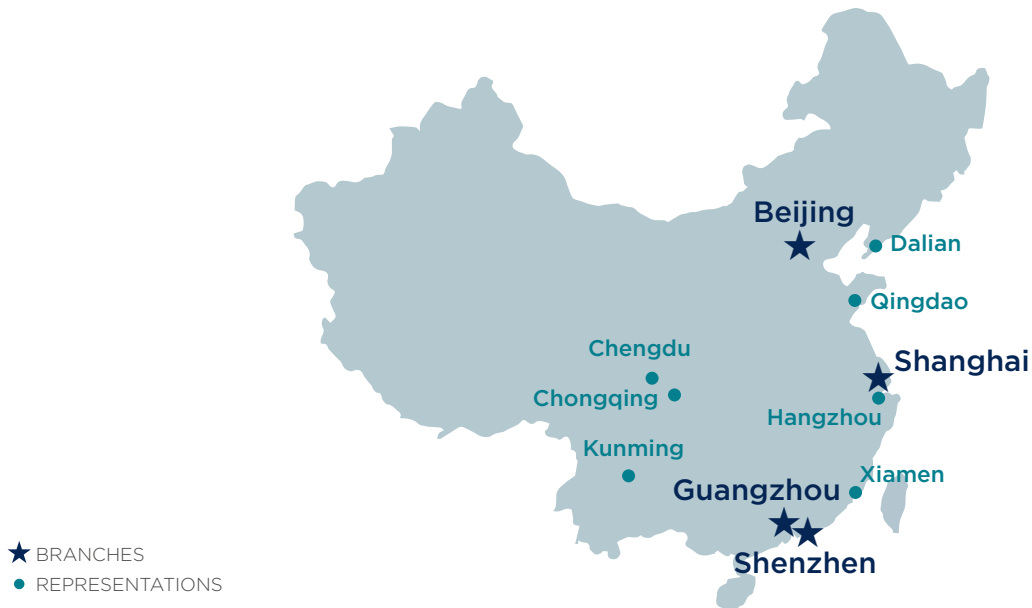 Beijing
Dalian
Qingdao
Chengdu
Shanghai
Chongqing
Hangzhou
Kunming
Xiamen
Guangzhou
Shenzhen
BRANCHES
REPRESENTATIONS